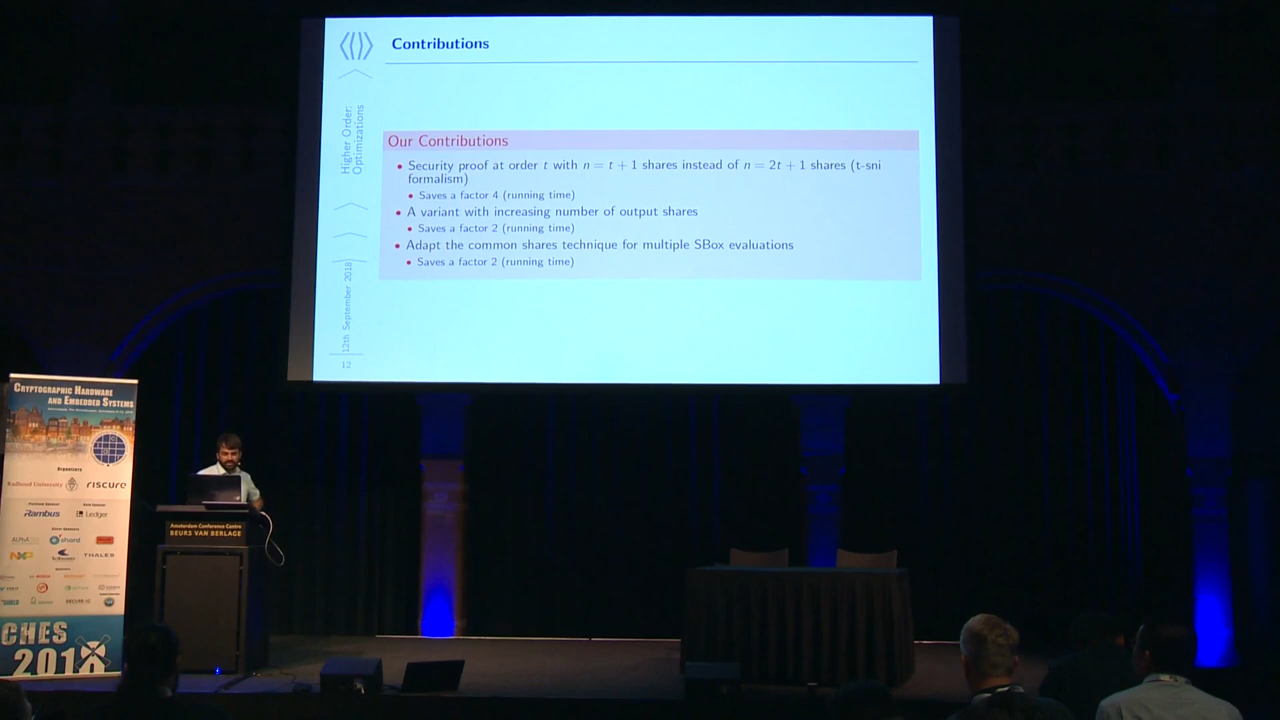 Contributions
Higher Order:
Optimizations
12th September 2018
12
Our Contributions
• Security proof at order t with n = t + 1 shares instead of n = 2t + 1 shares (t-sni
formalism)
• Saves a factor 4 (running time)
• A variant with increasing number of output shares
• Saves a factor 2 (running time)
• Adapt the common shares technique for multiple SBox evaluations
• Saves a factor 2 (running time)
Cryptographic Hardware
and Embedded Systems
Organizers
Radboud University
riscure
Rambus
Ledger
NXP
THALES
CHES
2018
Amsterdam Conference Centre
BEURS VAN BERLAGE